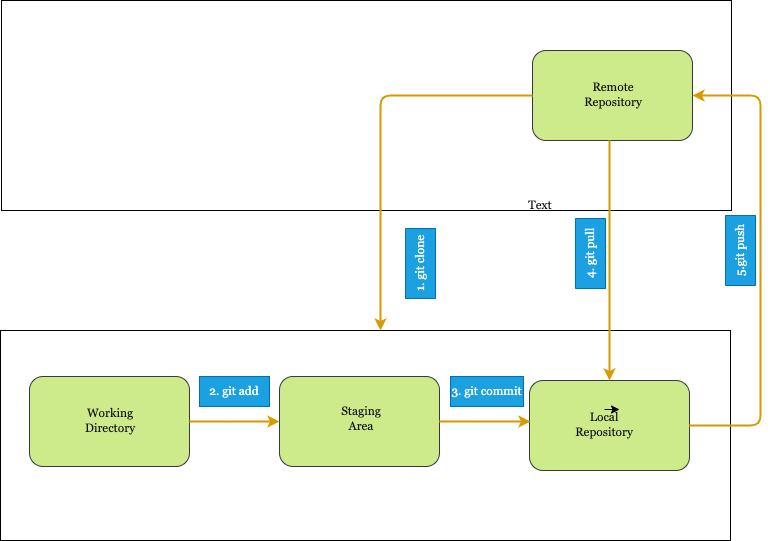 Remote
Repository
Text
1. git clone
4. git pull
5.git push
2. git add
3. git commit
Working
Directory
Staging
Area
Local
Repository